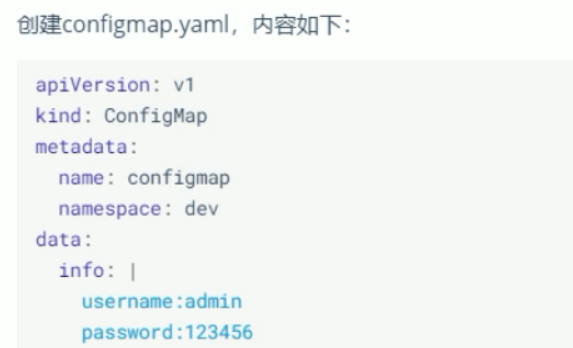 创建configmap.yaml，内容如下：
apiVersion: v1
kind: ConfigMap
metadata:
  name: configmap
  namespace: dev
data:
  info: |
    username:admin
    password:123456